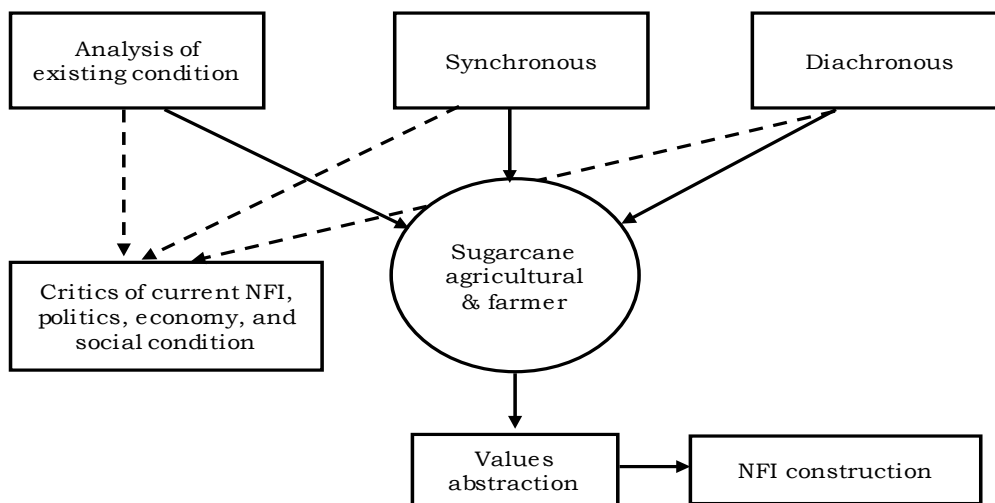 Analysis of
existing condition
Synchronous
Diachronous
Sugarcane
agricultural
& farmer
Critics of current NFI,
politics, economy, and
social condition
Values
abstraction
NFI construction